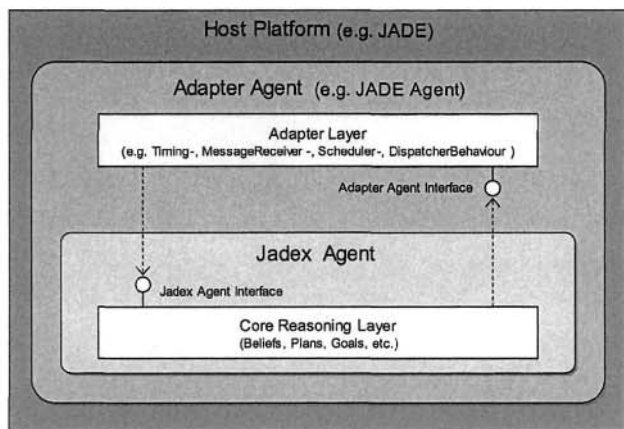 Host Platform (e.g. JADE)
Adapter Agent (e.g. JADE Agent)
Adapter Layer
(e.g. Timing-, MessageReceiver -, Scheduler-, DispatcherBehaviour )
Adapter Agent Interface
Jadex Agent
Jadex Agent Interface
Core Reasoning Layer
(Beliefs, Plans, Goals, etc.)